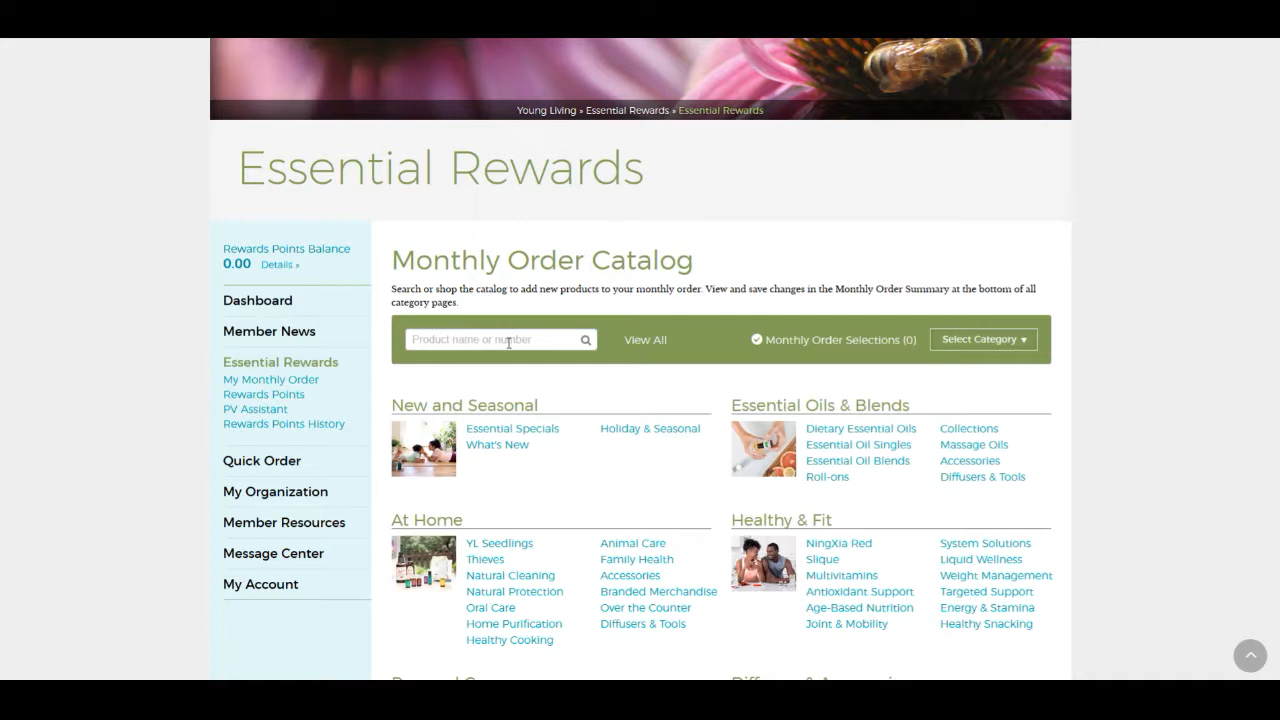 Young Living » Essential Rewards » Essential Rewards
Essential Rewards
Rewards Points Balance
0.00 Details »
Dashboard
Member News
Essential Rewards
My Monthly Order
Rewards Points
PV Assistant
Rewards Points History
Quick Order
My Organization
Member Resources
Message Center
My Account
Monthly Order Catalog
Search or shop the catalog to add new products to your monthly order. View and save changes in the Monthly Order Summary at the bottom of all
category pages.
Product name or number
View All
Monthly Order Selections (0)
Select Category
New and Seasonal
Essential Specials
What's New
Holiday & Seasonal
Essential Oils & Blends
Dietary Essential Oils
Essential Oil Singles
Essential Oil Blends
Roll-ons
Collections
Massage Oils
Accessories
Diffusers & Tools
At Home
YL Seedlings
Thieves
Natural Cleaning
Natural Protection
Oral Care
Home Purification
Healthy Cooking
Animal Care
Family Health
Accessories
Branded Merchandise
Over the Counter
Diffusers & Tools
Healthy & Fit
NingXia Red
Slique
Multivitamins
Antioxidant Support
Age-Based Nutrition
Joint & Mobility
System Solutions
Liquid Wellness
Weight Management
Targeted Support
Energy & Stamina
Healthy Snacking